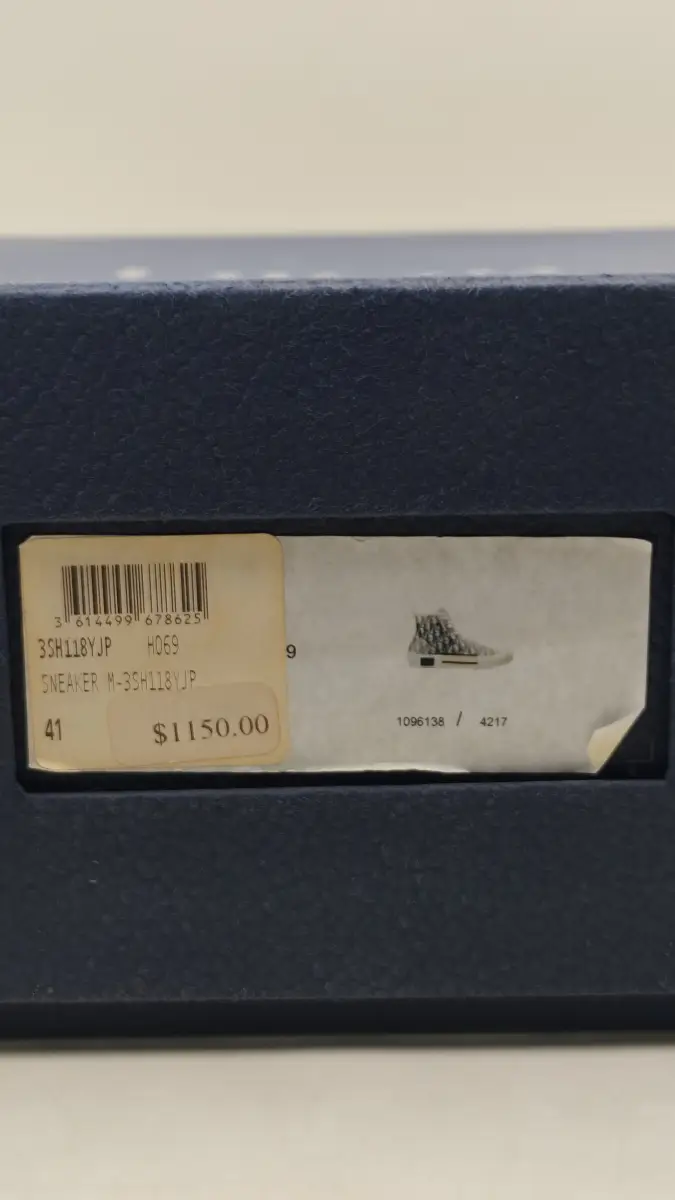 3 614499 678625
3SH118YJP H069
SNEAKER M-3SH118YJP
41
$1150.00
9
1096138 / 4217